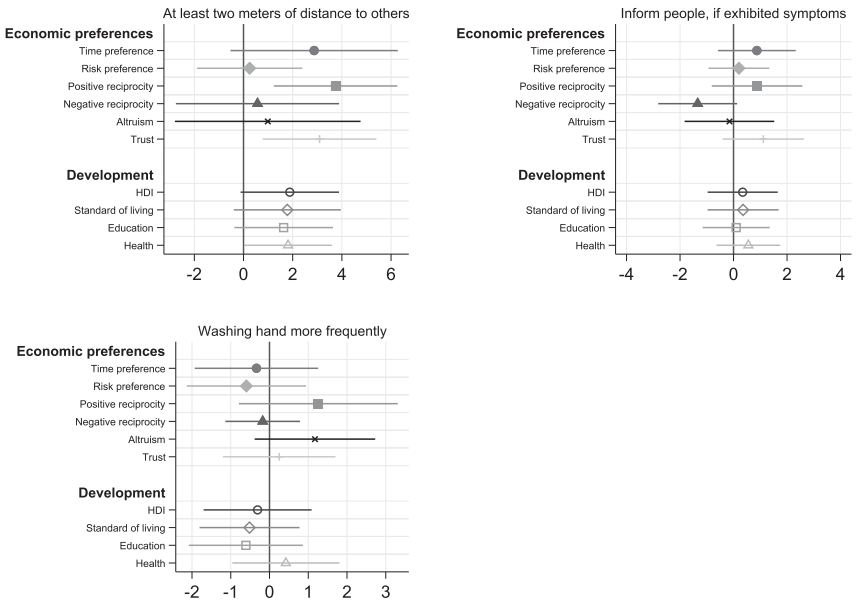 At least two meters of distance to others
Economic preferences
Time preference
Risk preference
Positive reciprocity
Negative reciprocity
Altruism
Trust
Development
HDI
Standard of living
Education
Health
-2 0 2 4 6
Inform people, if exhibited symptoms
Economic preferences
Time preference
Risk preference
Positive reciprocity
Negative reciprocity
Altruism
Trust
Development
HDI
Standard of living
Education
Health
-4 -2 0 2 4
Washing hand more frequently
Economic preferences
Time preference
Risk preference
Positive reciprocity
Negative reciprocity
Altruism
Trust
Development
HDI
Standard of living
Education
Health
-2 -1 0 1 2 3